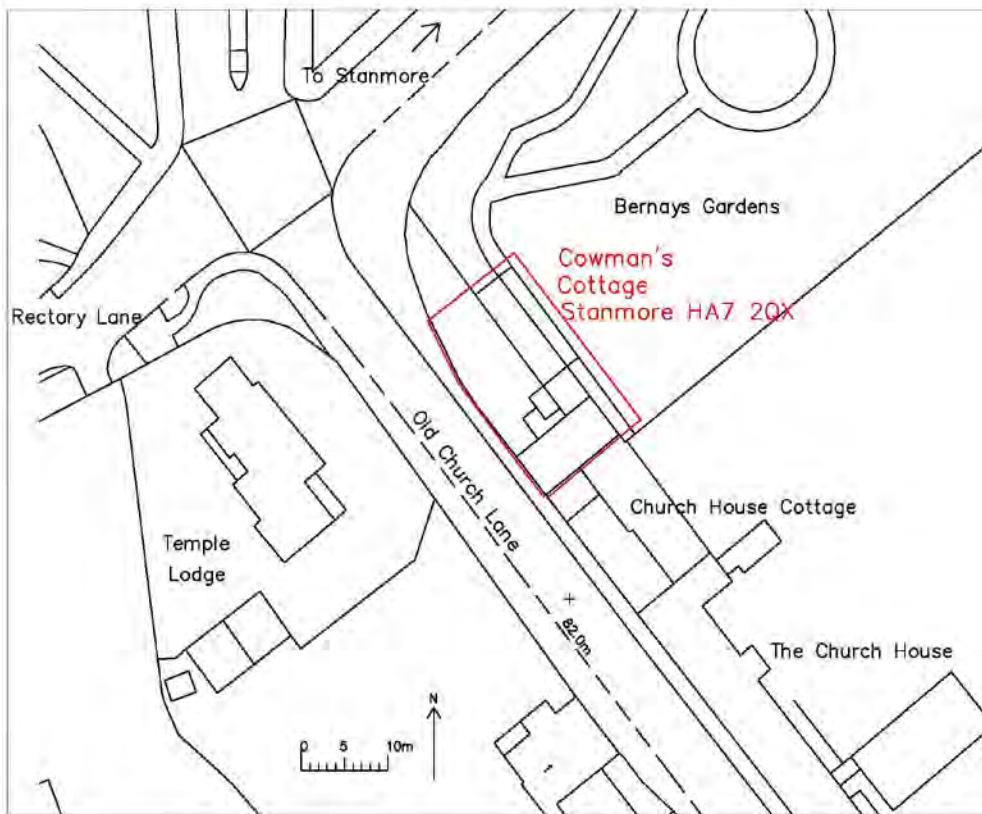 To Stanmore
Bernays Gardens
Cowman's
Cottage
Stanmore HA7 2QX
Rectory Lane
Old Church Lane
Church House Cottage
Temple
Lodge
82.0m
The Church House
N
0 5 10m
1